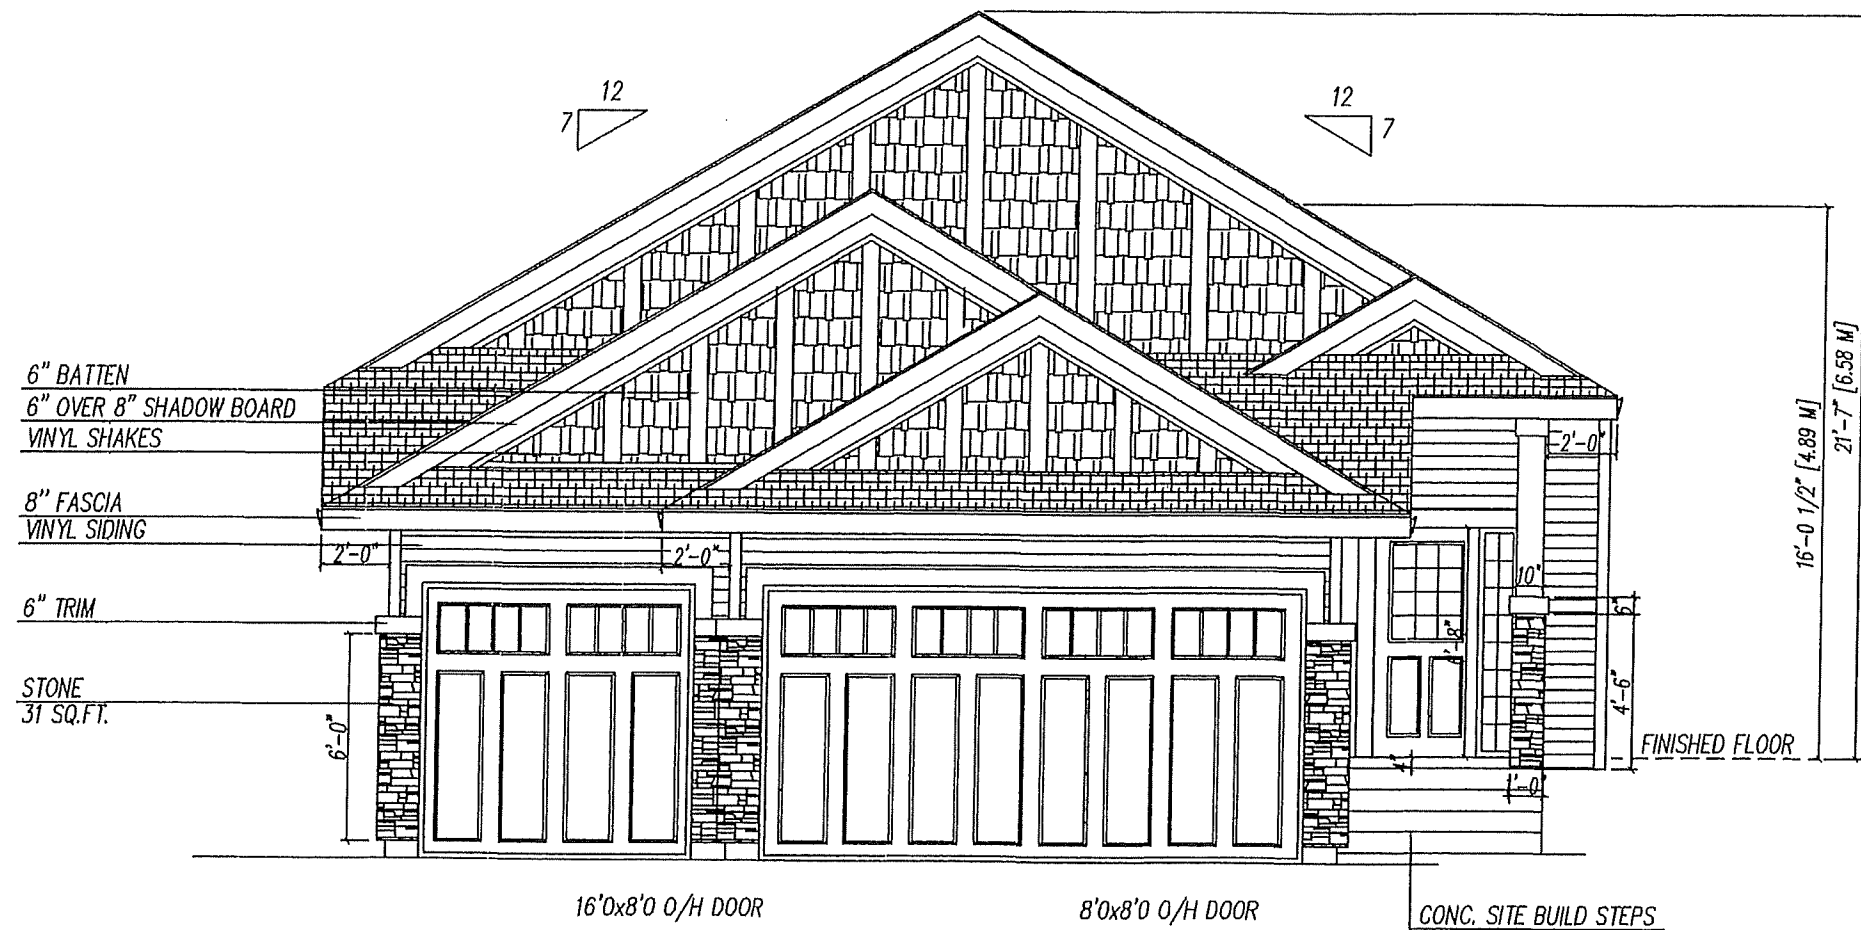 12
7
12
7
6" BATTEN
6" OVER 8" SHADOW BOARD
VINYL SHAKES
8" FASCIA
VINYL SIDING
2'-0"
2'-0"
2'-0"
6" TRIM
STONE
31 SQ.FT.
6'-0"
10"
6"
4'-6"
4"
1'-0
16'-0 1/2" [4.89 M]
21'-7" [6.58 M]
FINISHED FLOOR
16'0x8'0 O/H DOOR
8'0x8'0 O/H DOOR
CONC. SITE BUILD STEPS